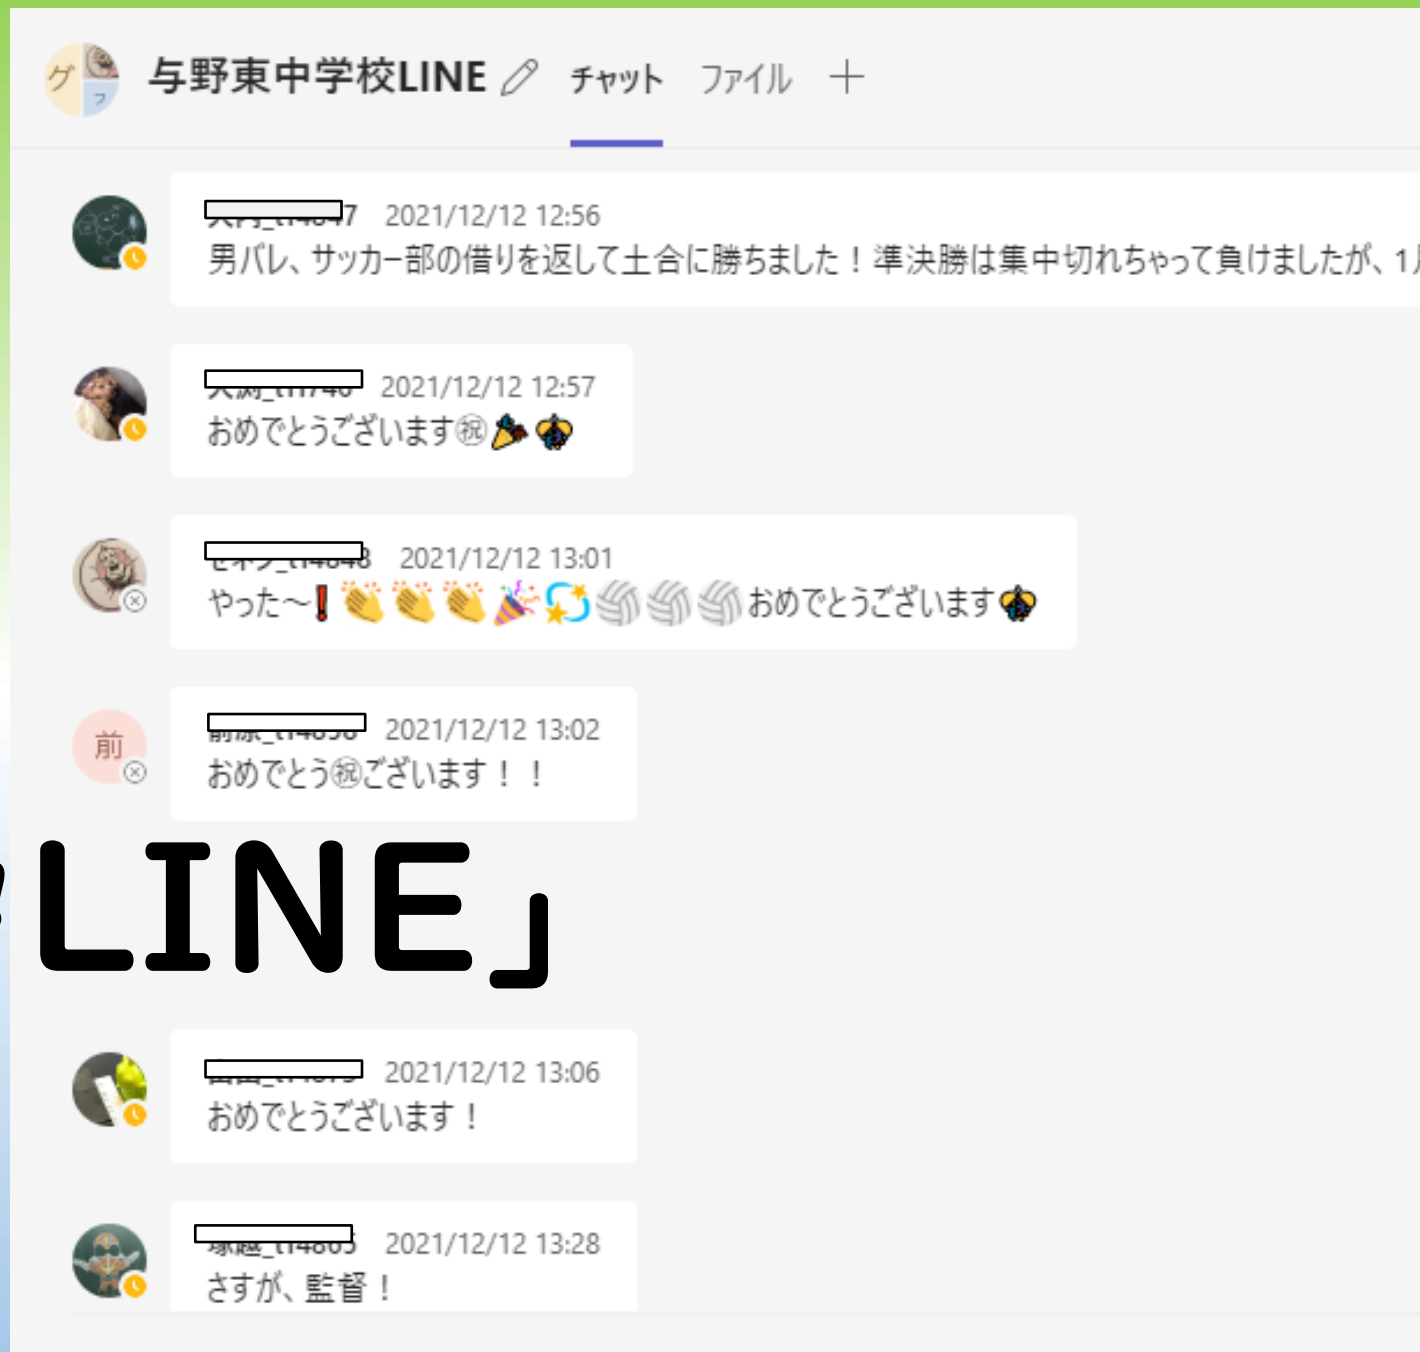 与野東中学校LINE チャット ファイル
7 2021/12/12 12:56
男バレ、サッカー部の借りを返して土合に勝ちました！準決勝は集中切れちゃって負けましたが、1
2021/12/12 12:57
おめでとうございます㊗🎉
8 2021/12/12 13:01
やった～❗👏👏👏🎉💫🏐🏐🏐おめでとうございます
前
2021/12/12 13:02
おめでとう㊗ございます！！
LINE」
2021/12/12 13:06
おめでとうございます！
2021/12/12 13:28
さすが、監督！